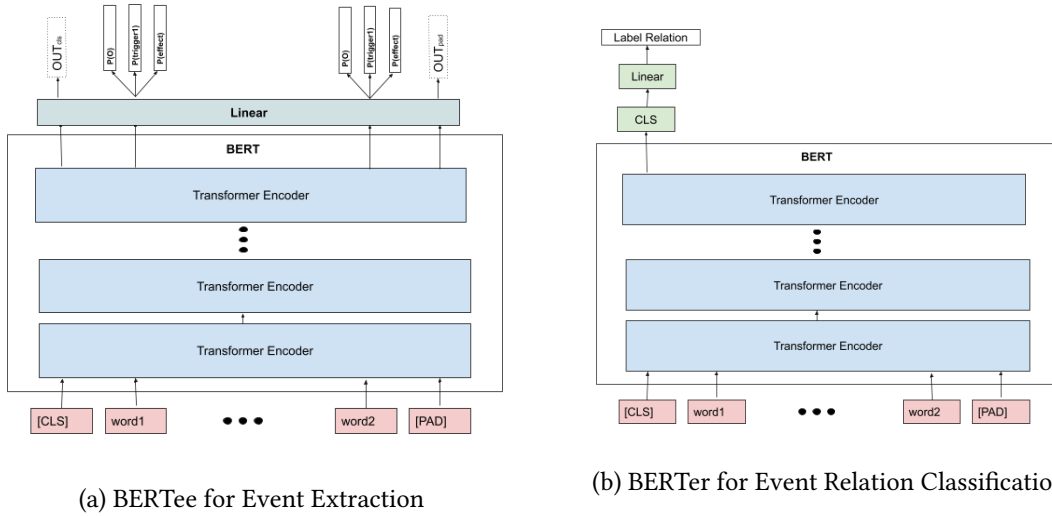 OUTcls
P(O)
P(trigger1)
P(effect)
P(O)
P(trigger1)
P(effect)
OUTpad
Linear
BERT
Transformer Encoder
Transformer Encoder
Transformer Encoder
[CLS]
word1
word2
[PAD]
(a) BERTee for Event Extraction
Label Relation
Linear
CLS
BERT
Transformer Encoder
Transformer Encoder
Transformer Encoder
[CLS]
word1
word2
[PAD]
(b) BERTer for Event Relation Classificatio